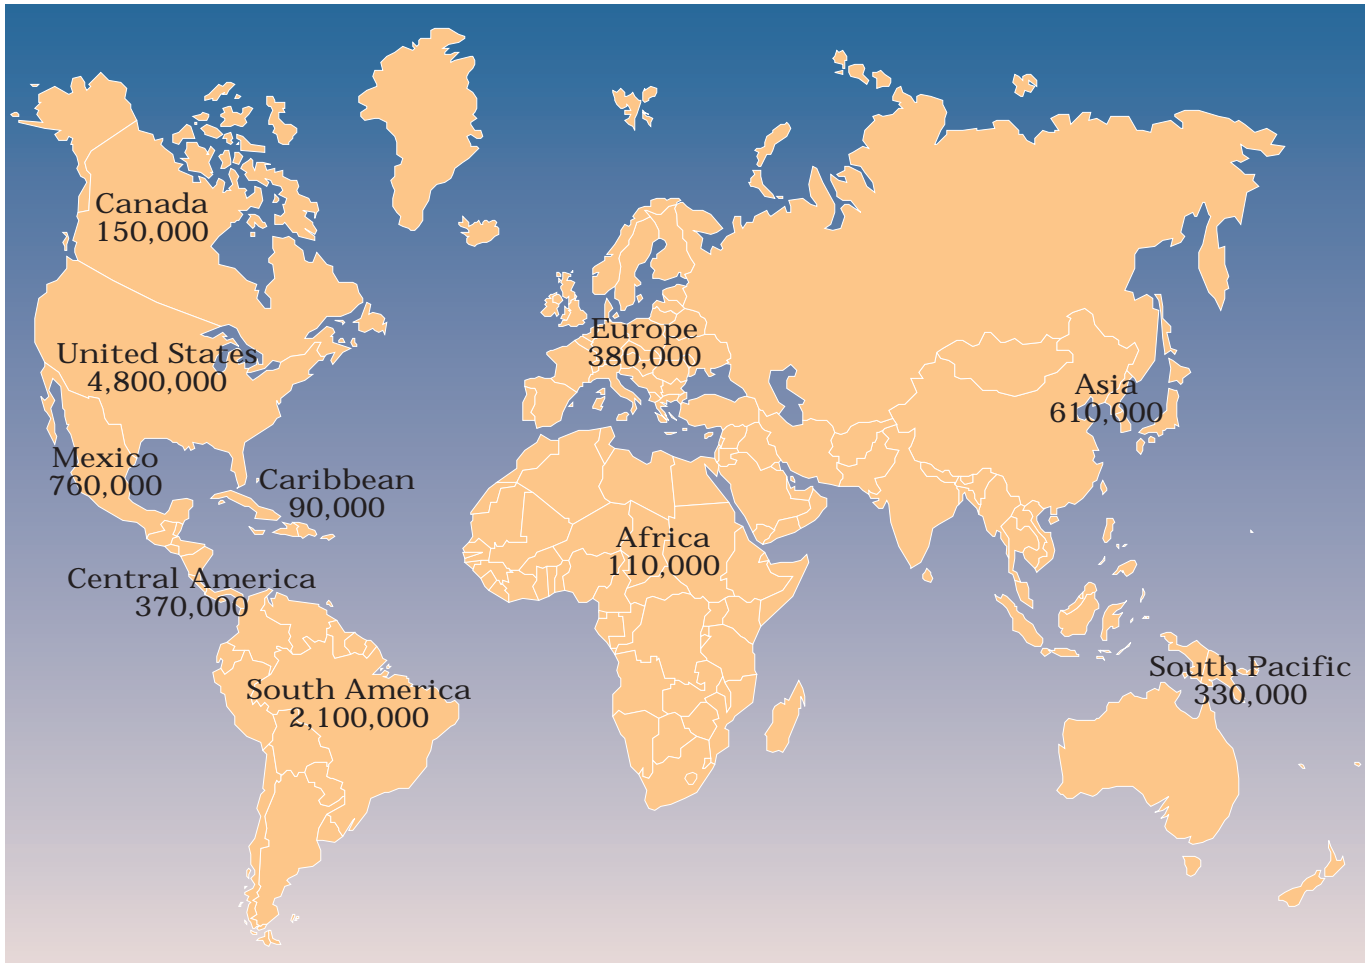 Canada
150,000
United States
4,800,000
Mexico
760,000
Caribbean
90,000
Central America
370,000
South America
2,100,000
Europe
380,000
Africa
110,000
Asia
610,000
South Pacific
330,000